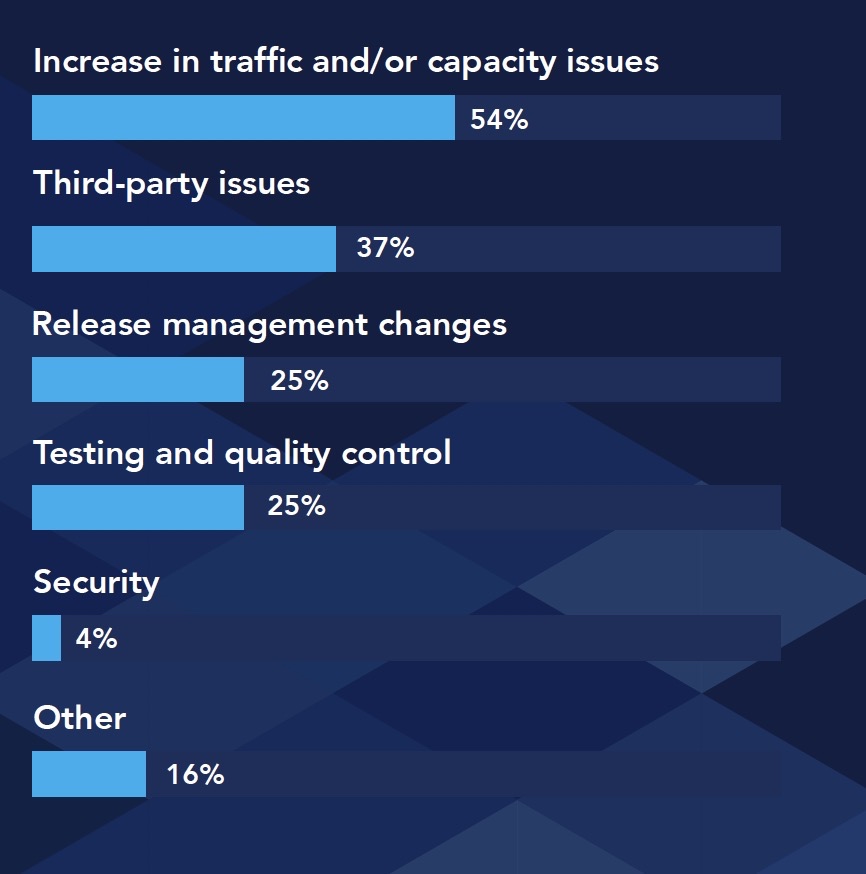 Increase in traffic and/or capacity issues
54%
Third-party issues
37%
Release management changes
25%
Testing and quality control
25%
Security
4%
Other
16%